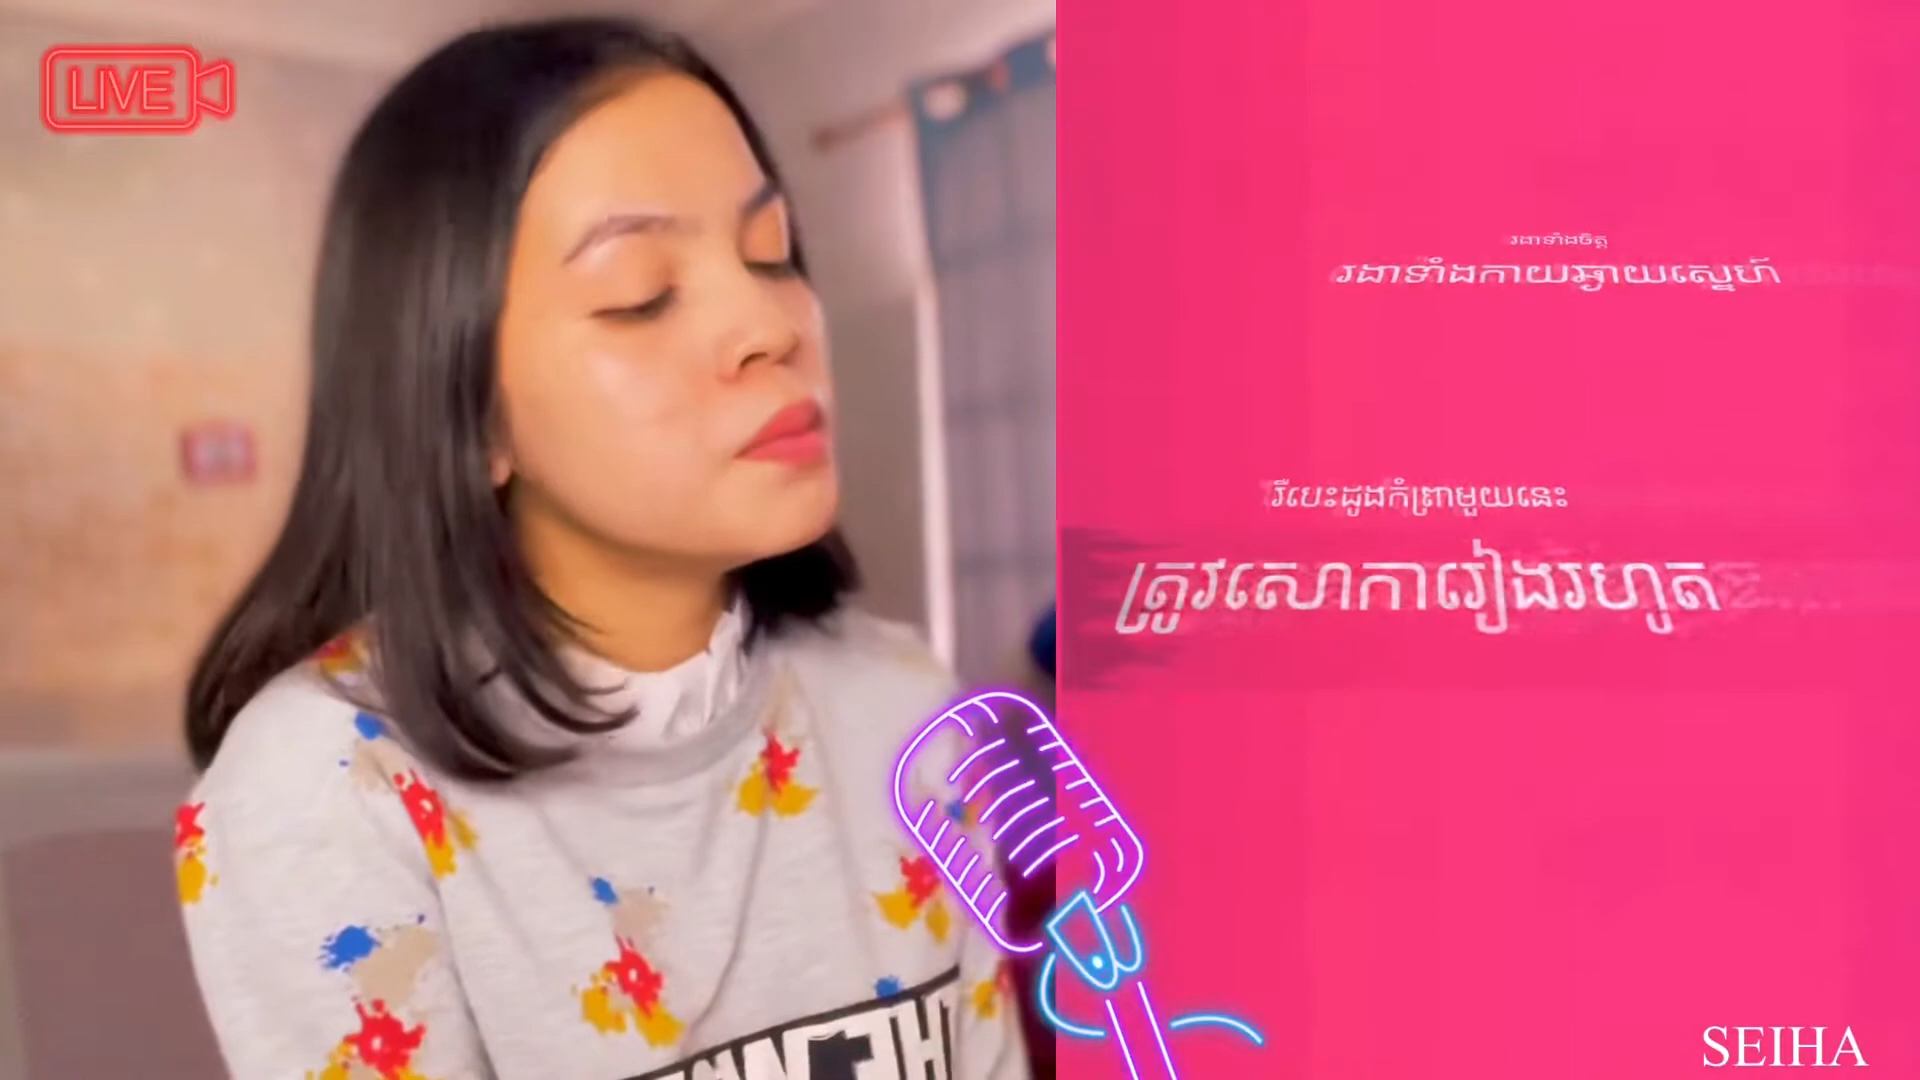 LIVE
រងាទាំងចិត្ត
រងាទាំងកាយឆ្ងាយស្នេហ៍
រឺបេះដូងកំព្រាមួយនេះ
ត្រូវសោការៀងរហូត
SEIHA